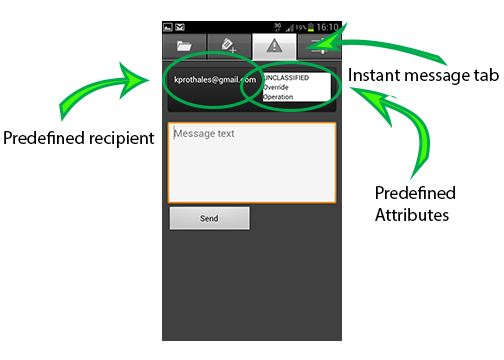 3G 19% 16:10
Instant message tab
kprothales@gmail.com
UNCLASSIFIED
Override
Operation
Predefined recipient
Message text
Predefined
Attributes
Send